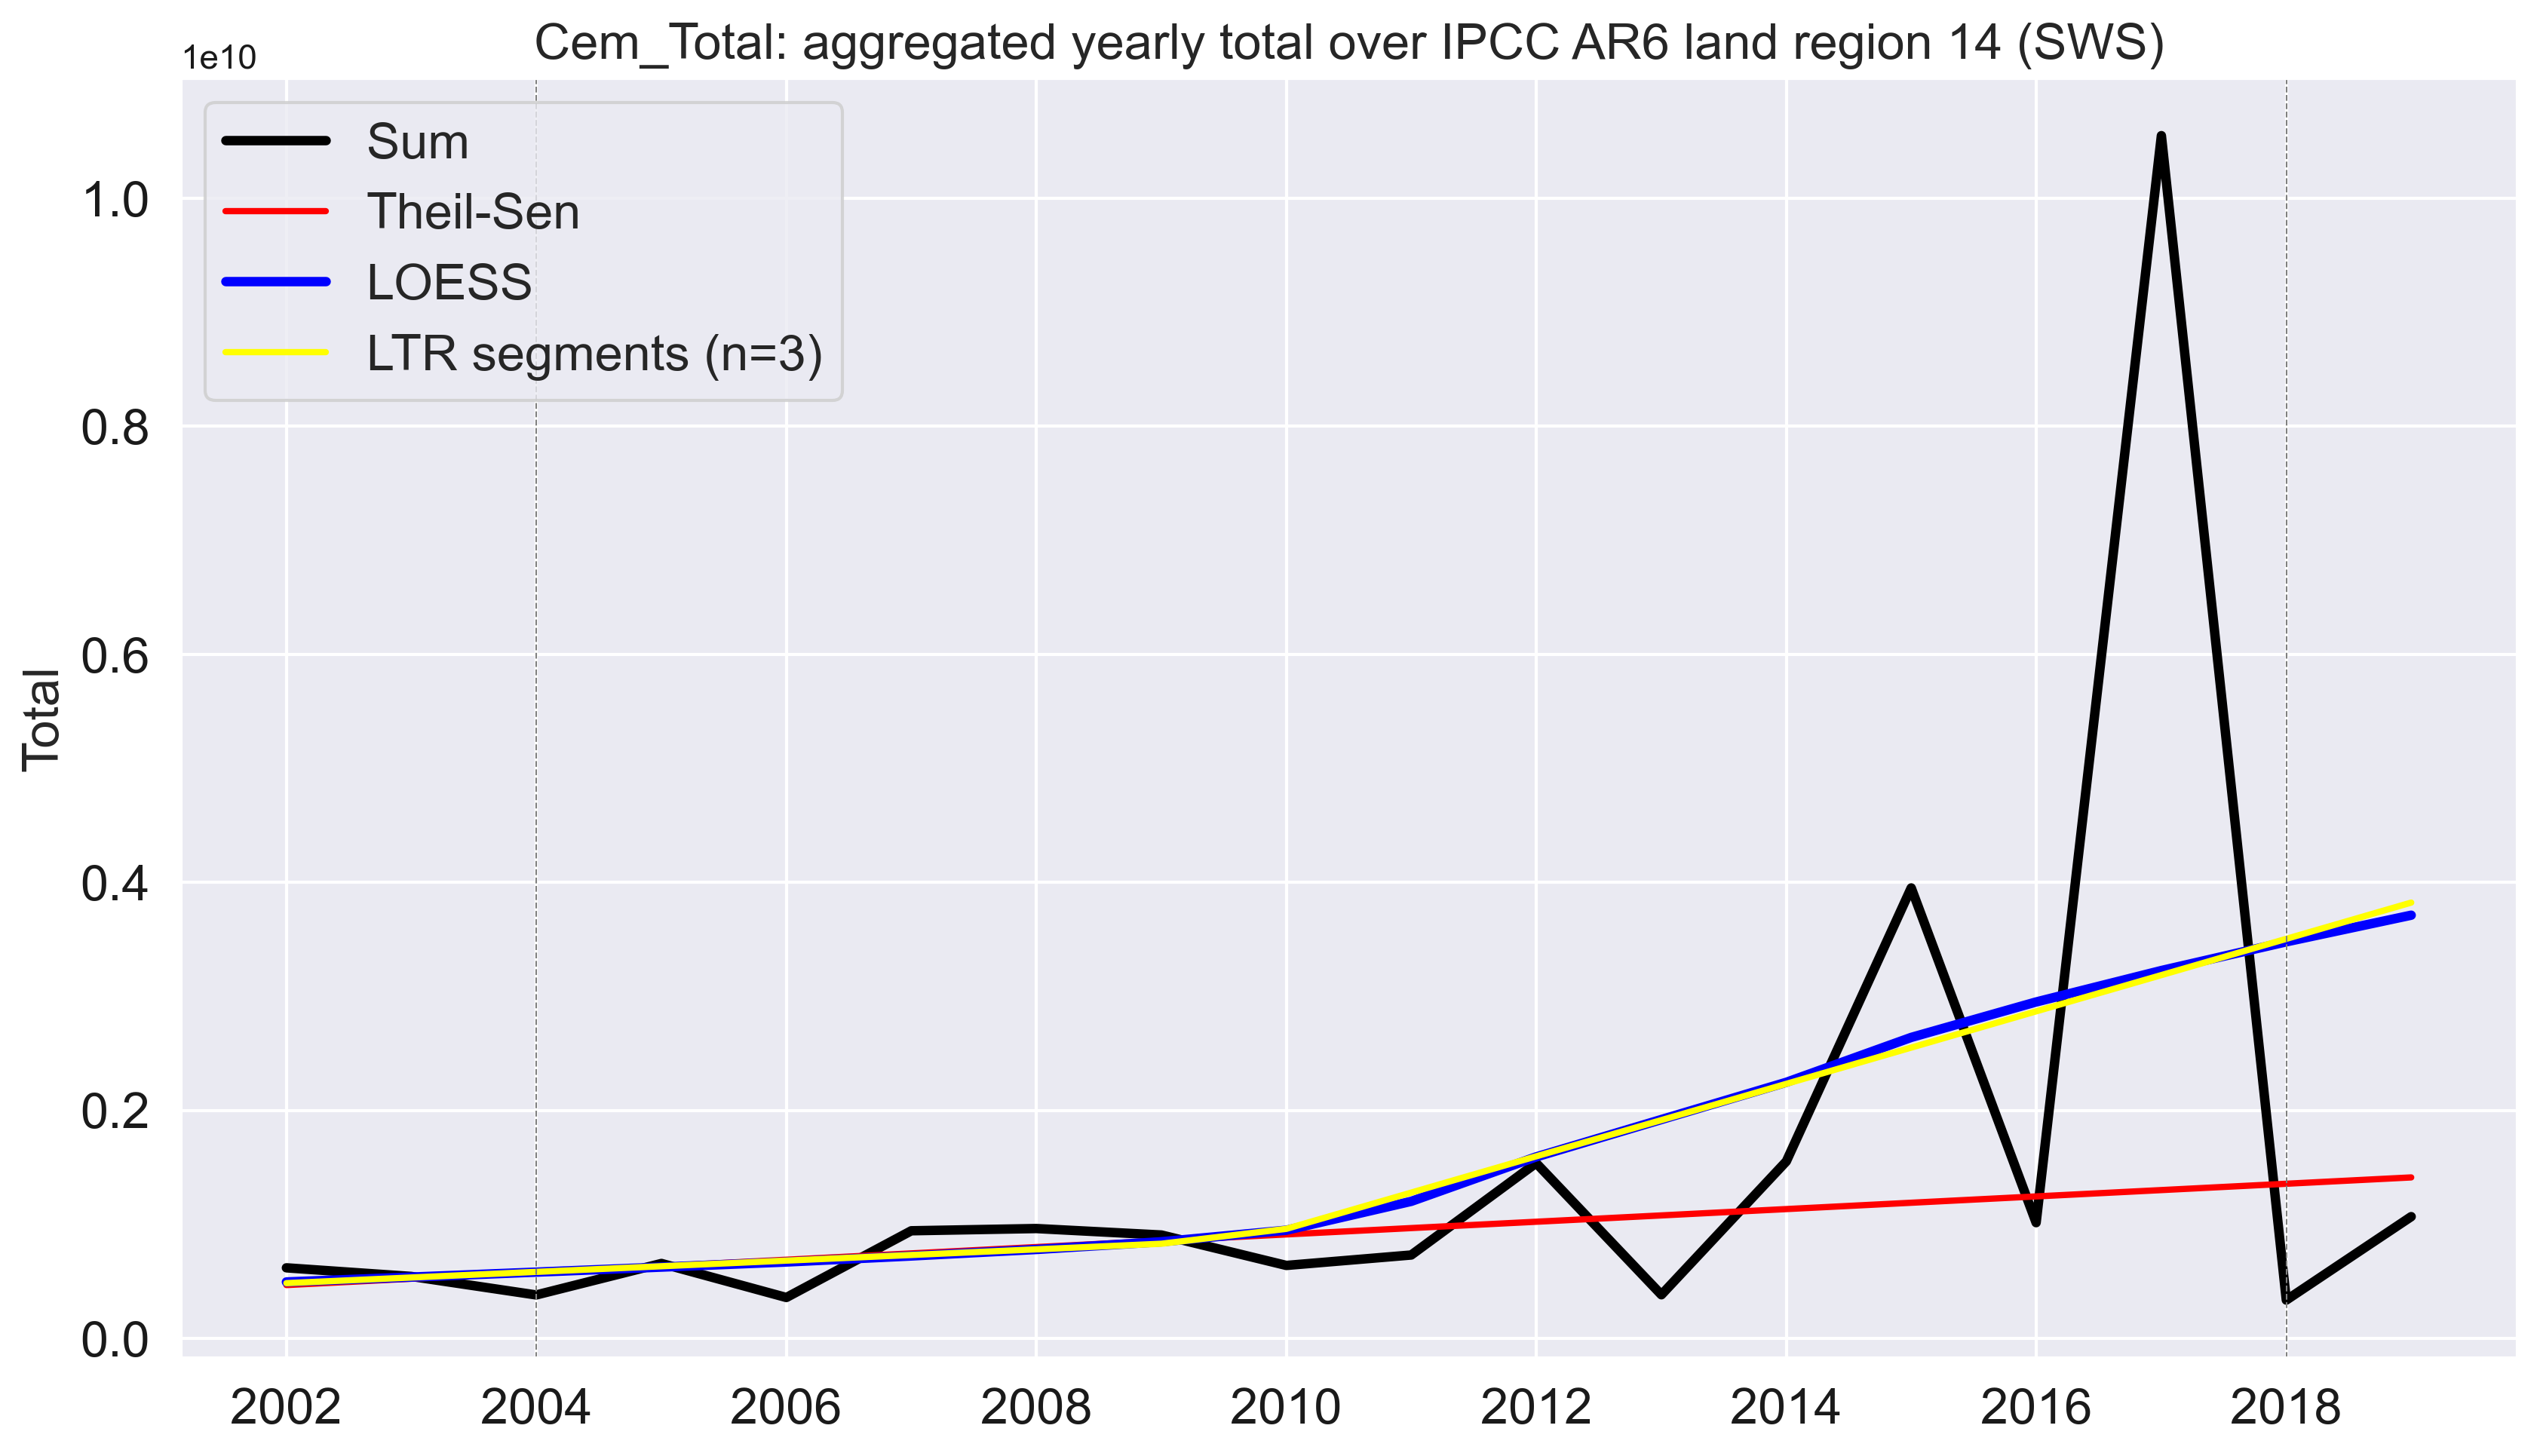 Cem_Total: aggregated yearly total over IPCC AR6 land region 14 (SWS)
1e10
Sum
Theil-Sen
LOESS
LTR segments (n=3)
1.0
0.8
0.6
0.4
0.2
0.0
Total
2002 2004 2006 2008 2010 2012 2014 2016 2018